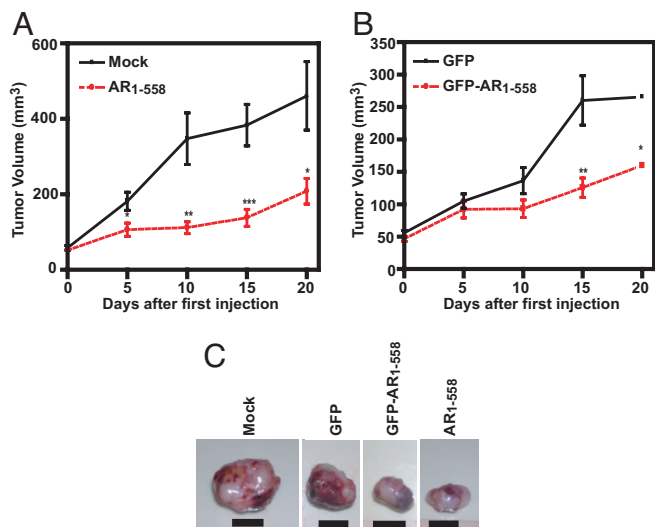 A
Tumor Volume (mm3)
600
400
200
0
Mock
AR1-558
*
**
***
*
0 5 10 15 20
Days after first injection
B
Tumor Volume (mm3)
350
300
250
200
150
100
50
0
GFP
GFP-AR1-558
**
*
0 5 10 15 20
Days after first injection
C
Mock
GFP
GFP-AR1-558
AR1-558